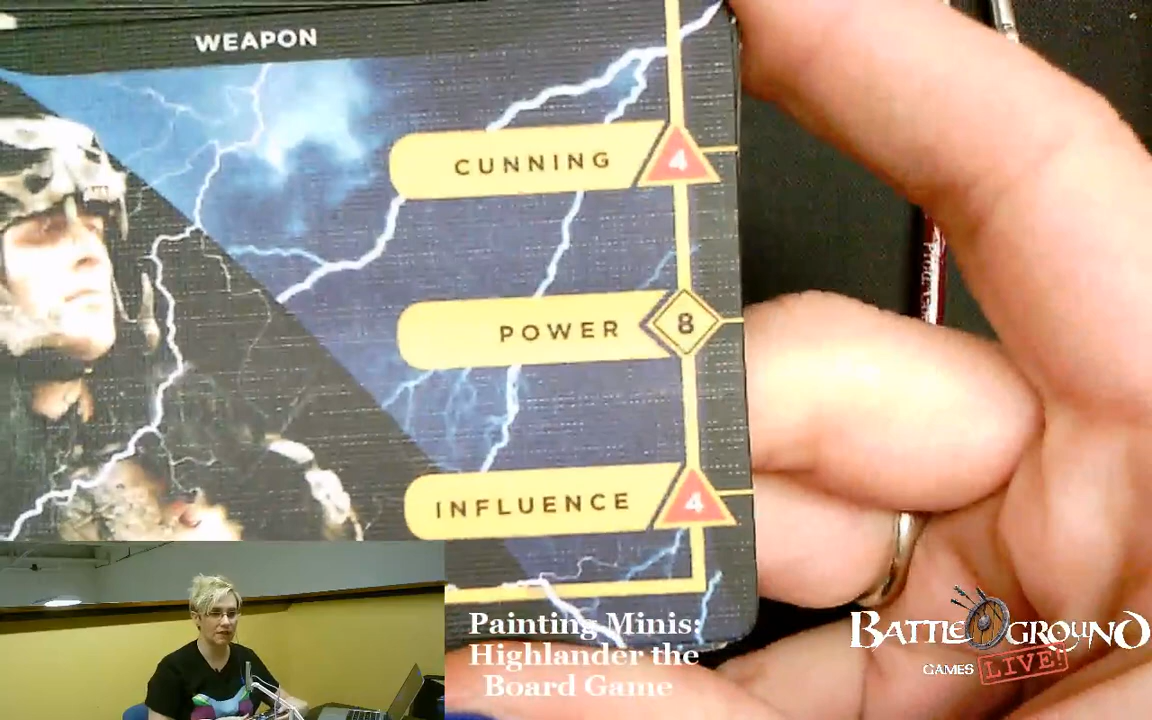 WEAPON
CUNNING 4
POWER 8
INFLUENCE 4
Painting Minis:
Highlander the
Board Game
BATTLEGROUND
GAMES LIVE!